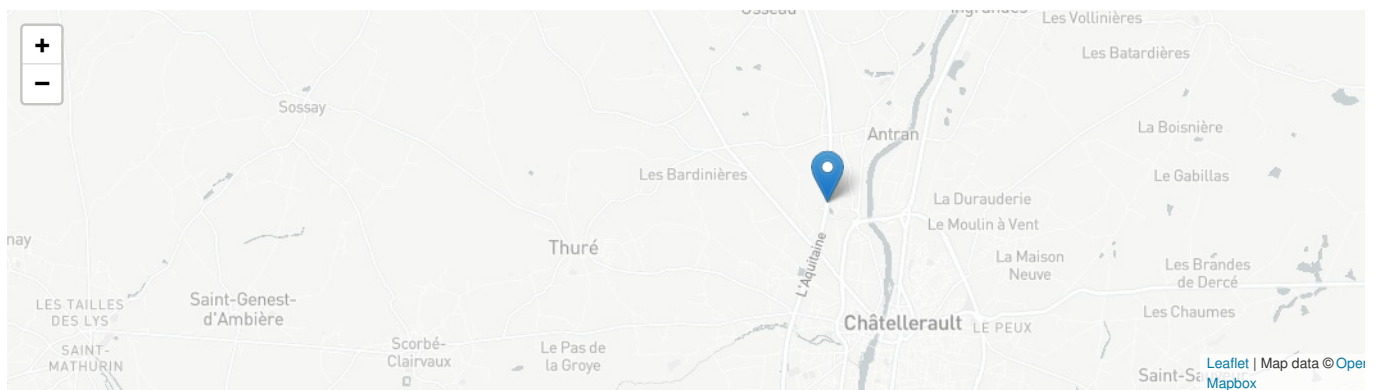 Les Vollinières
+
Les Batardières
−
Sossay
La Boisnière
Antran
Les Bardinières
Le Gabillas
La Durauderie
Le Moulin à Vent
Thuré
L'Aquitaine
La Maison
Neuve
Les Brandes
de Dercé
LES TAILLES
DES LYS
Saint-Genest-
d'Ambière
Les Chaumes
Châtellerault
LE PEUX
SAINT-
MATHURIN
Scorbé-
Clairvaux
Le Pas de
la Groye
Leaflet | Map data © Open
Mapbox